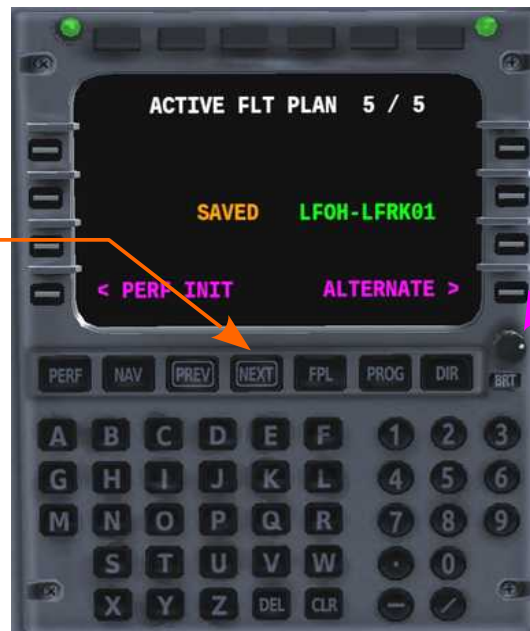 ACTIVE FLT PLAN 5 / 5
SAVED LFOH-LFRK01
< PERF INIT ALTERNATE >
PERF NAV PREV NEXT FPL PROG DIR BRT
A B C D E F 1 2 3
G H I J K L 4 5 6
M N O P Q R 7 8 9
S T U V W · 0
X Y Z DEL CLR − /